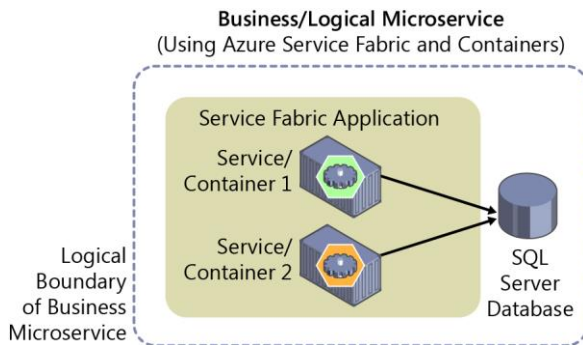 Business/Logical Microservice
(Using Azure Service Fabric and Containers)
Service Fabric Application
Service/
Container 1
Service/
Container 2
SQL
Server
Database
Logical
Boundary
of Business
Microservice